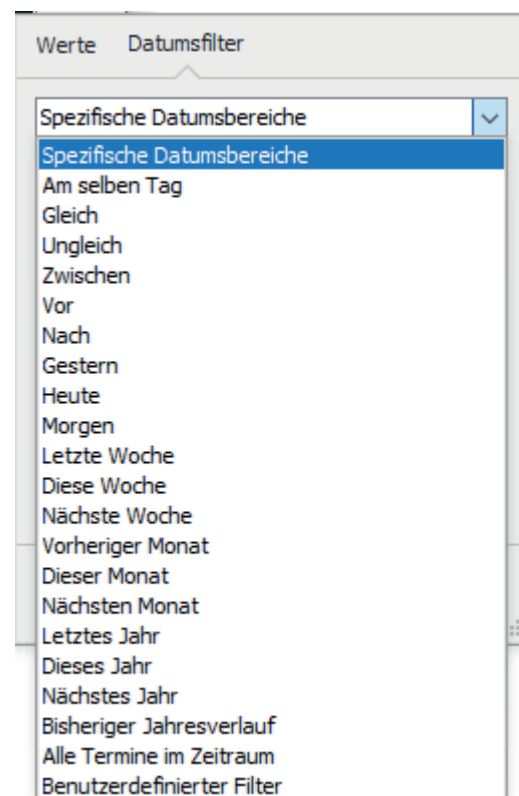 Werte Datumsfilter
Spezifische Datumsbereiche
Spezifische Datumsbereiche
Am selben Tag
Gleich
Ungleich
Zwischen
Vor
Nach
Gestern
Heute
Morgen
Letzte Woche
Diese Woche
Nächste Woche
Vorheriger Monat
Dieser Monat
Nächsten Monat
Letztes Jahr
Dieses Jahr
Nächstes Jahr
Bisheriger Jahresverlauf
Alle Termine im Zeitraum
Benutzerdefinierter Filter